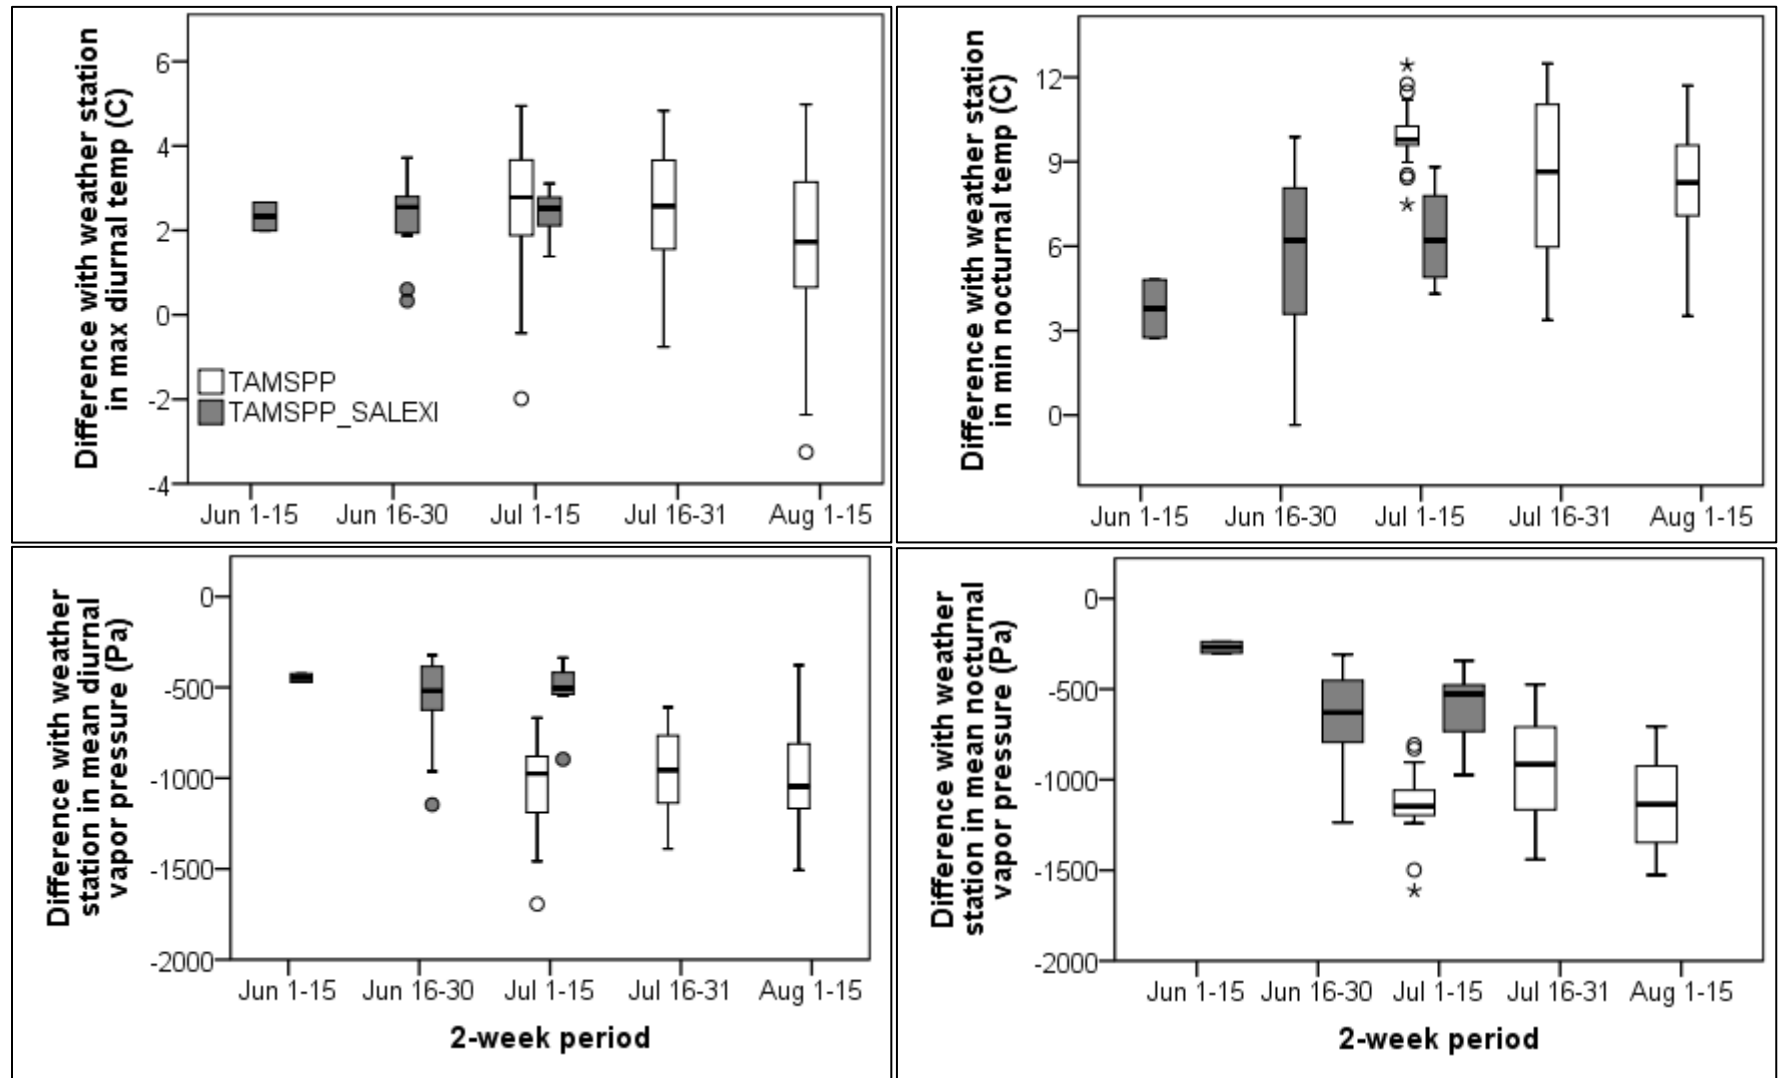 Difference with weather station
in max diurnal temp (C)
6
4
2
0
-2
-4
TAMSPP
TAMSPP_SALEXI
Jun 1-15 Jun 16-30 Jul 1-15 Jul 16-31 Aug 1-15
Difference with weather station
in min nocturnal temp (C)
12
9
6
3
0
Jun 1-15 Jun 16-30 Jul 1-15 Jul 16-31 Aug 1-15
Difference with weather
station in mean diurnal
vapor pressure (Pa)
0
-500
-1000
-1500
-2000
Jun 1-15 Jun 16-30 Jul 1-15 Jul 16-31 Aug 1-15
2-week period
Difference with weather
station in mean nocturnal
vapor pressure (Pa)
0
-500
-1000
-1500
-2000
Jun 1-15 Jun 16-30 Jul 1-15 Jul 16-31 Aug 1-15
2-week period